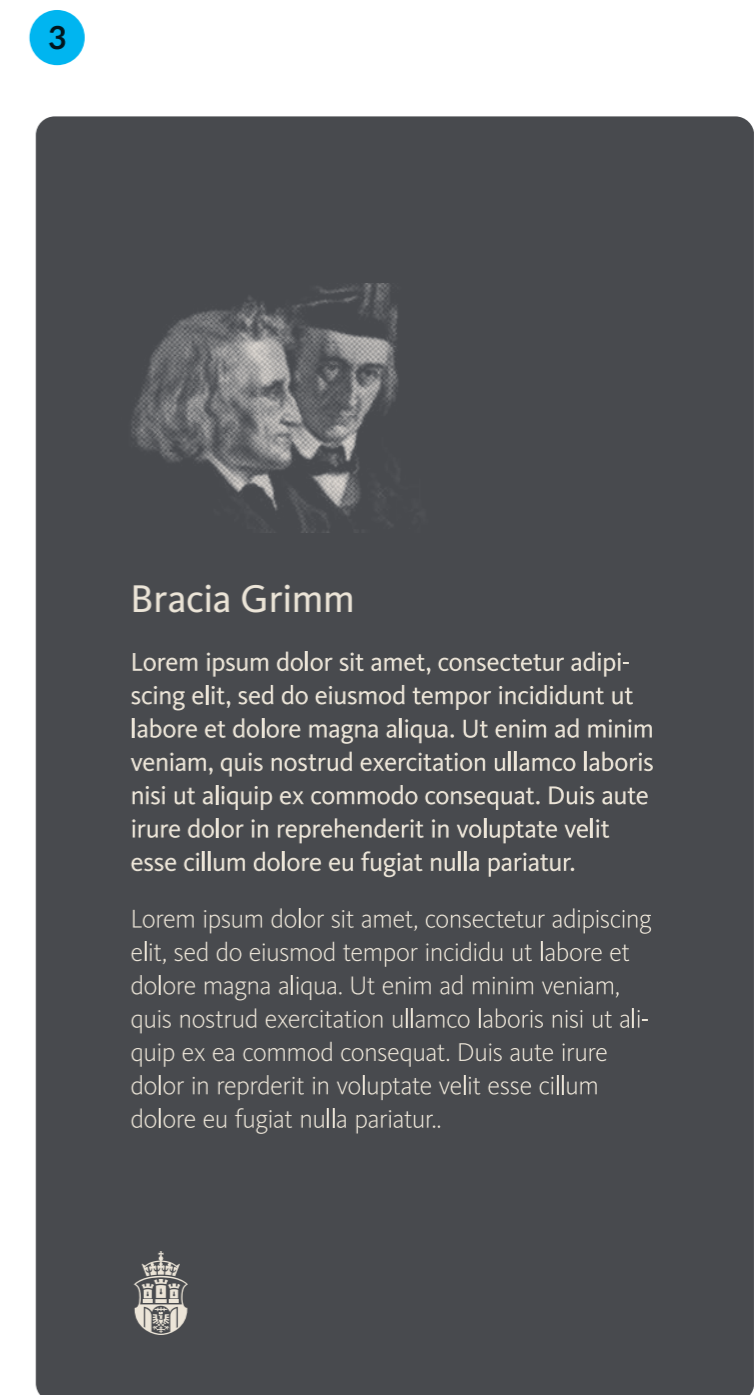 3
Bracia Grimm
Lorem ipsum dolor sit amet, consectetur adipi-
scing elit, sed do eiusmod tempor incididunt ut
labore et dolore magna aliqua. Ut enim ad minim
veniam, quis nostrud exercitation ullamco laboris
nisi ut aliquip ex commodo consequat. Duis aute
irure dolor in reprehenderit in voluptate velit
esse cillum dolore eu fugiat nulla pariatur.
Lorem ipsum dolor sit amet, consectetur adipiscing
elit, sed do eiusmod tempor incididu ut labore et
dolore magna aliqua. Ut enim ad minim veniam,
quis nostrud exercitation ullamco laboris nisi ut ali-
quip ex ea commod consequat. Duis aute irure
dolor in reprderit in voluptate velit esse cillum
dolore eu fugiat nulla pariatur..